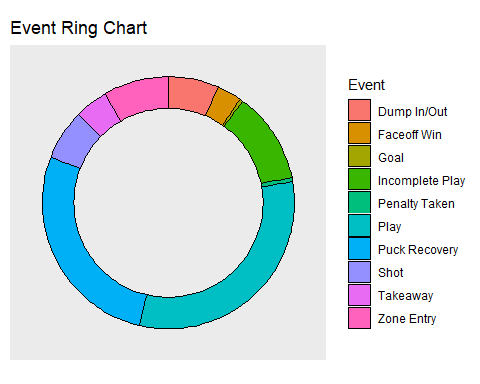 Event Ring Chart
Event
Dump In/Out
Faceoff Win
Goal
Incomplete Play
Penalty Taken
Play
Puck Recovery
Shot
Takeaway
Zone Entry